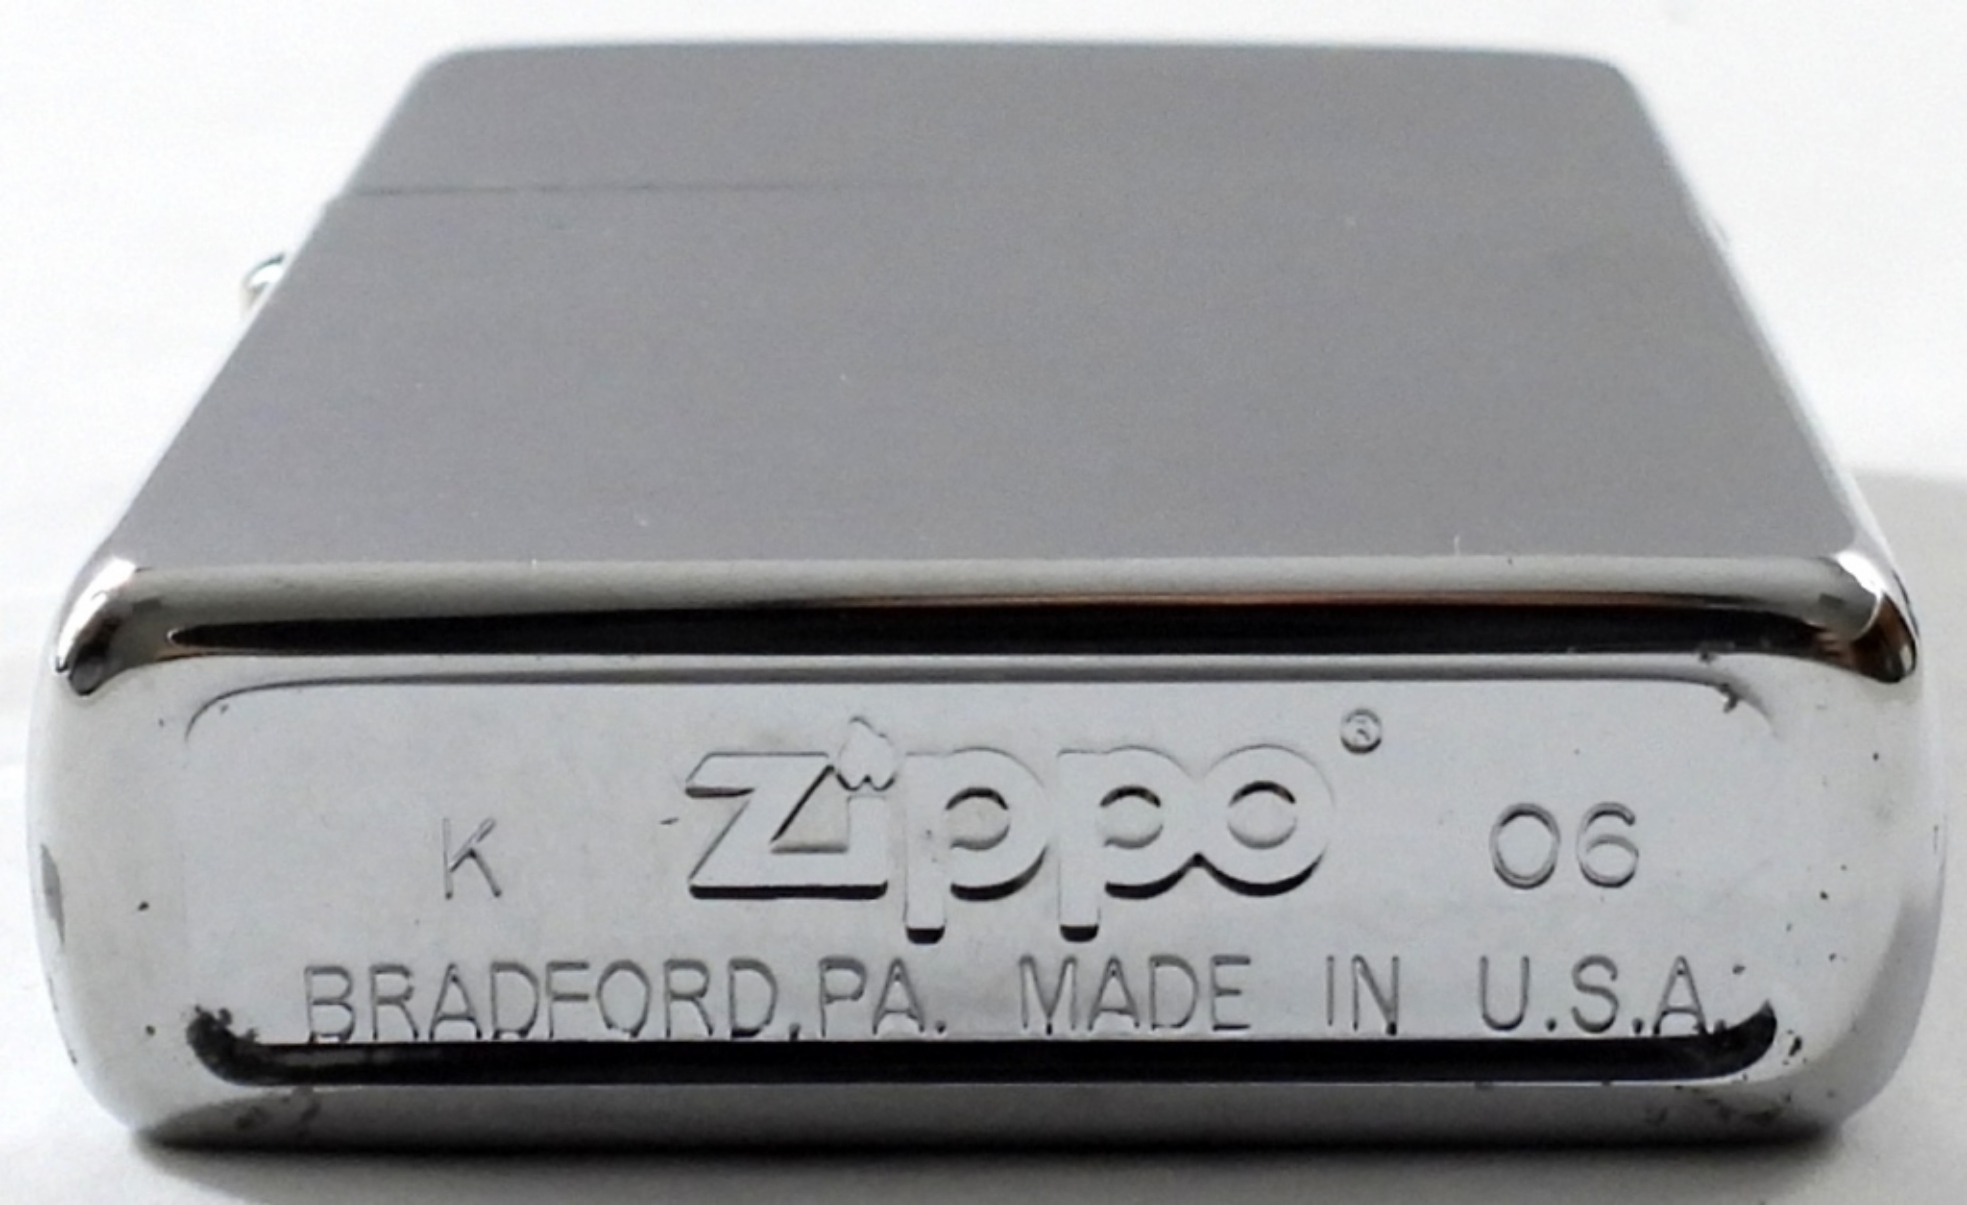 K Zippo® 06
BRADFORD, PA. MADE IN U.S.A.